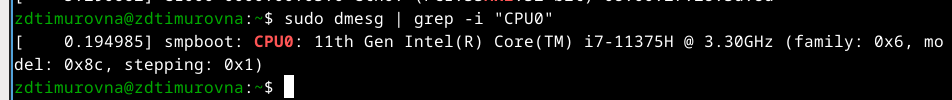 zdtimurovna@zdtimurovna:~$ sudo dmesg | grep -i "CPU0"
[    0.194985] smpboot: CPU0: 11th Gen Intel(R) Core(TM) i7-11375H @ 3.30GHz (family: 0x6, mo
del: 0x8c, stepping: 0x1)
zdtimurovna@zdtimurovna:~$